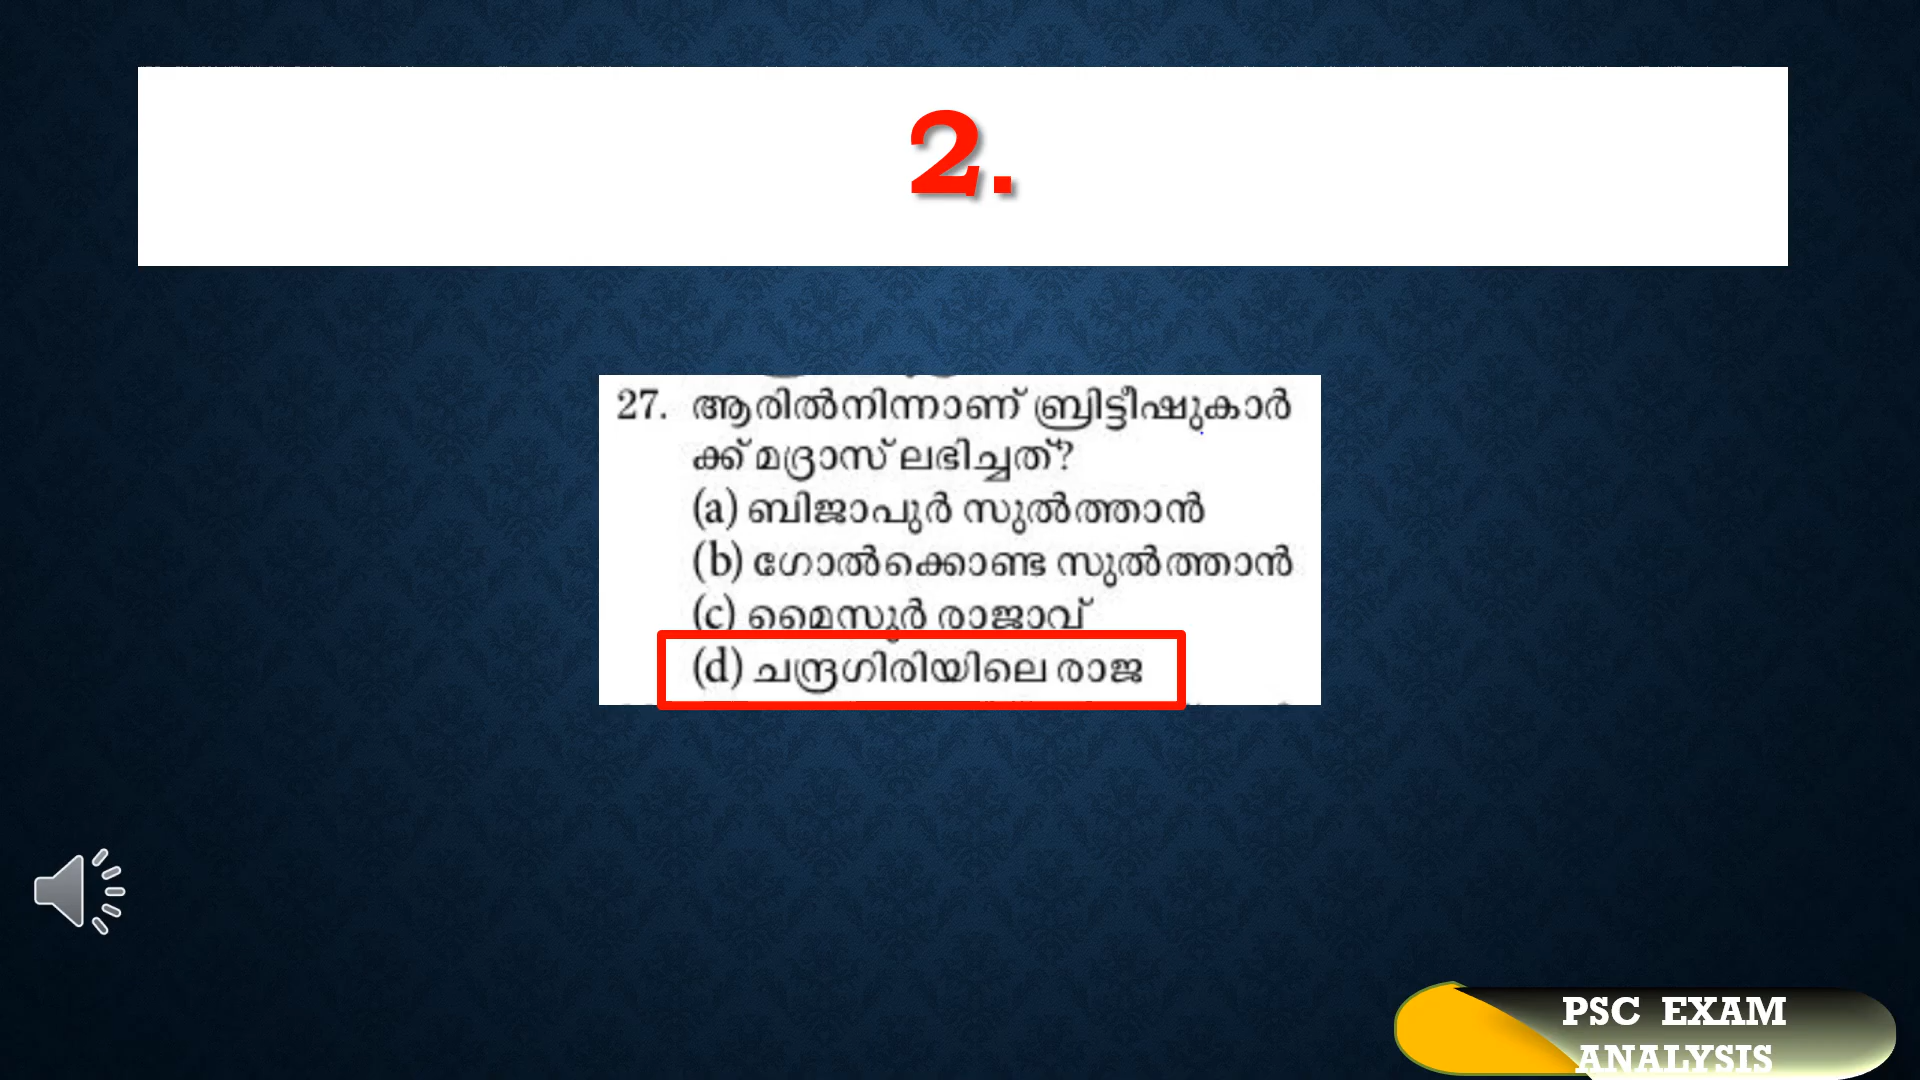 2.
27. ആരിൽനിന്നാണ് ബ്രിട്ടീഷുകാർ
ക്ക് മദ്രാസ് ലഭിച്ചത്?
(a) ബിജാപുർ സുൽത്താൻ
(b) ഗോൽക്കൊണ്ട സുൽത്താൻ
(c) മൈസൂർ രാജാവ്
(d) ചന്ദ്രഗിരിയിലെ രാജ
PSC EXAM
ANALYSIS